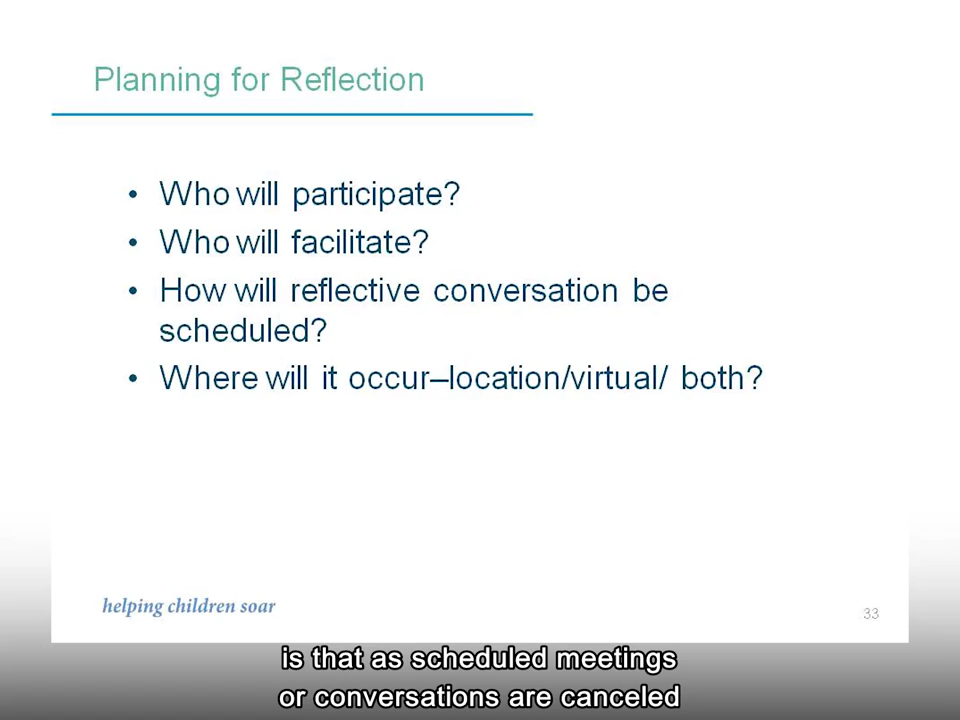 Planning for Reflection
• Who will participate?
• Who will facilitate?
• How will reflective conversation be
scheduled?
• Where will it occur–location/virtual/ both?
helping children soar
33
is that as scheduled meetings
or conversations are canceled